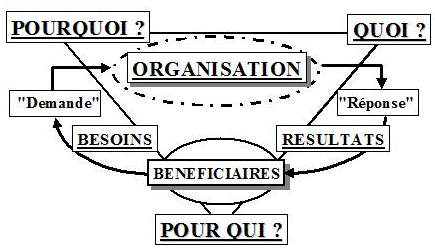 POURQUOI ?
QUOI ?
ORGANISATION
"Demande"
"Réponse"
BESOINS
RESULTATS
BENEFICIAIRES
POUR QUI ?